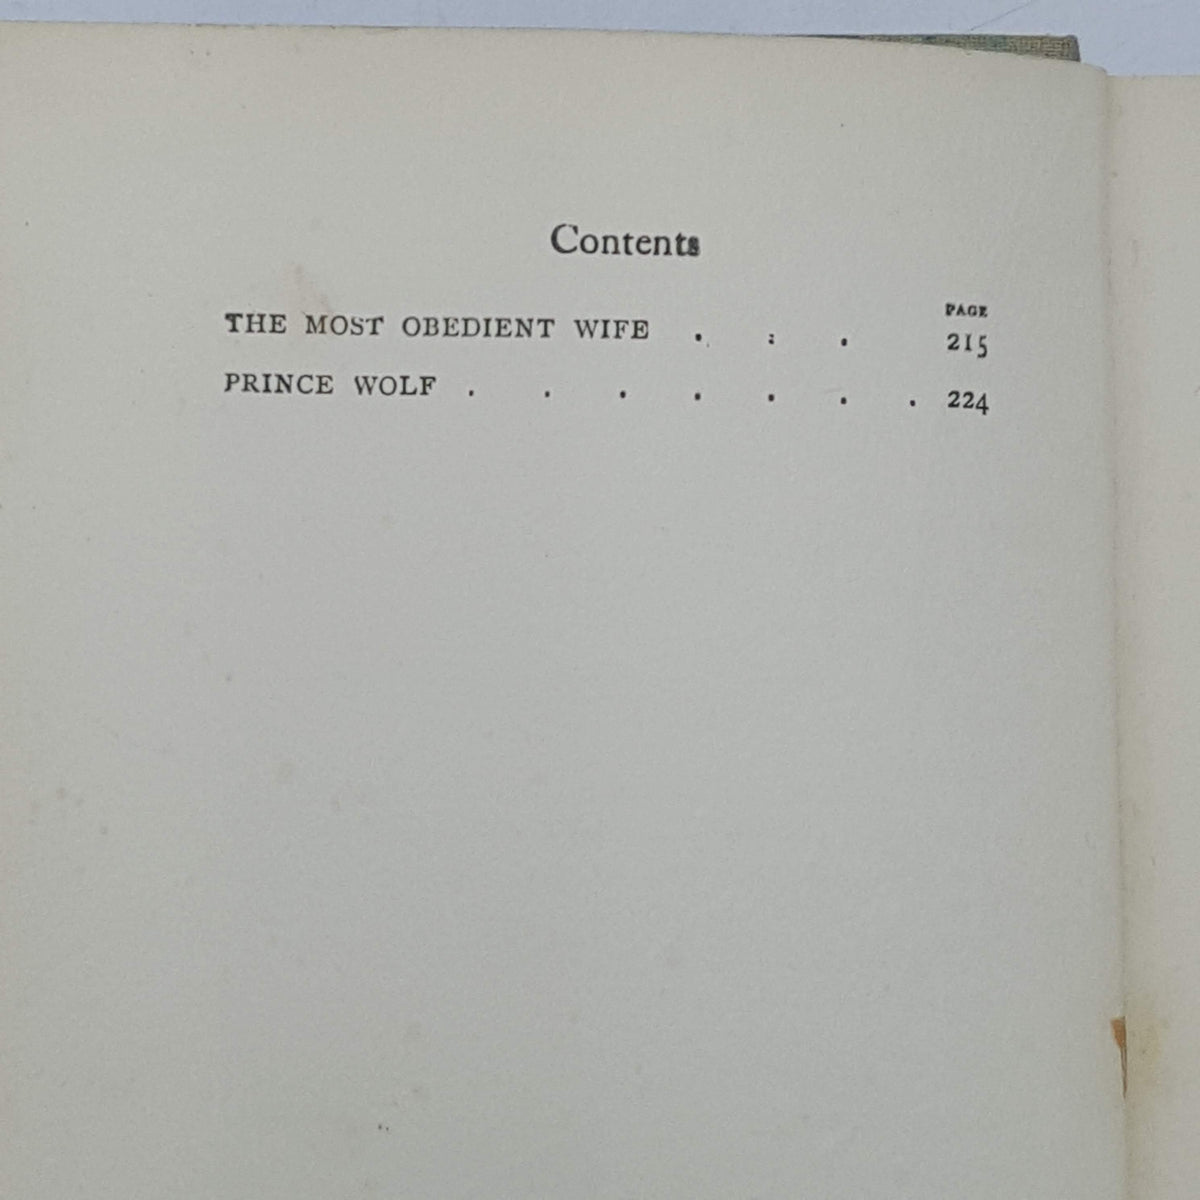 Contents
PAGE
THE MOST OBEDIENT WIFE . : . 215
PRINCE WOLF . . . . . . . 224